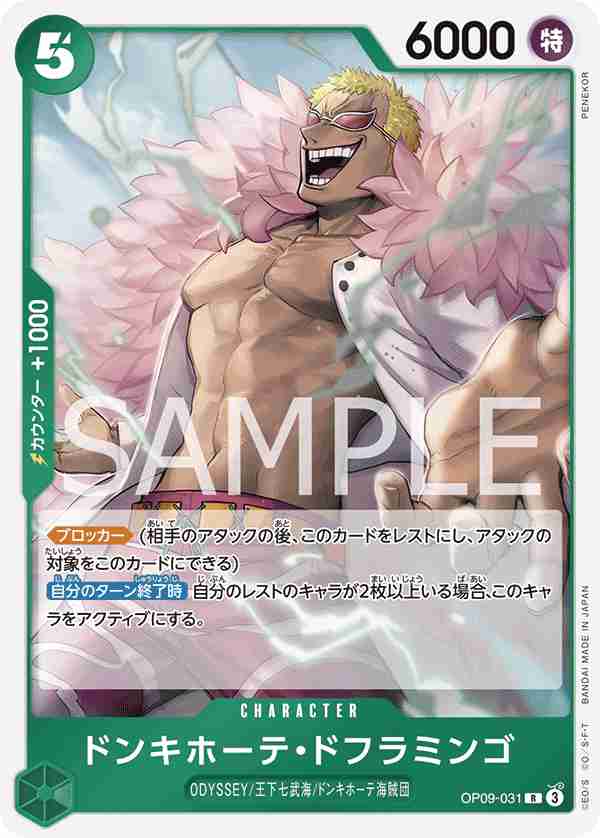 5
6000 特
PENEKOR
カウンター +1000
SAMPLE
ブロッカー (相手のアタックの後、このカードをレストにし、アタックの
対象をこのカードにできる)
自分のターン終了時 自分のレストのキャラが2枚以上いる場合、このキャ
ラをアクティブにする。
©E.O/S ©O/S・F・T BANDAI MADE IN JAPAN
CHARACTER
ドンキホーテ・ドフラミンゴ
ODYSSEY/王下七武海/ドンキホーテ海賊団
OP09-031 R 3